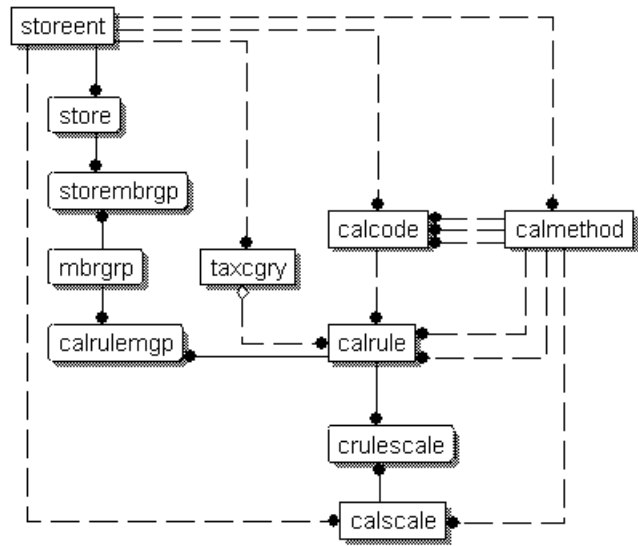 storeent
store
storembrgp
calcode
calmethod
mbrgrp
taxcgry
calrulemgp
calrule
crulescale
calscale